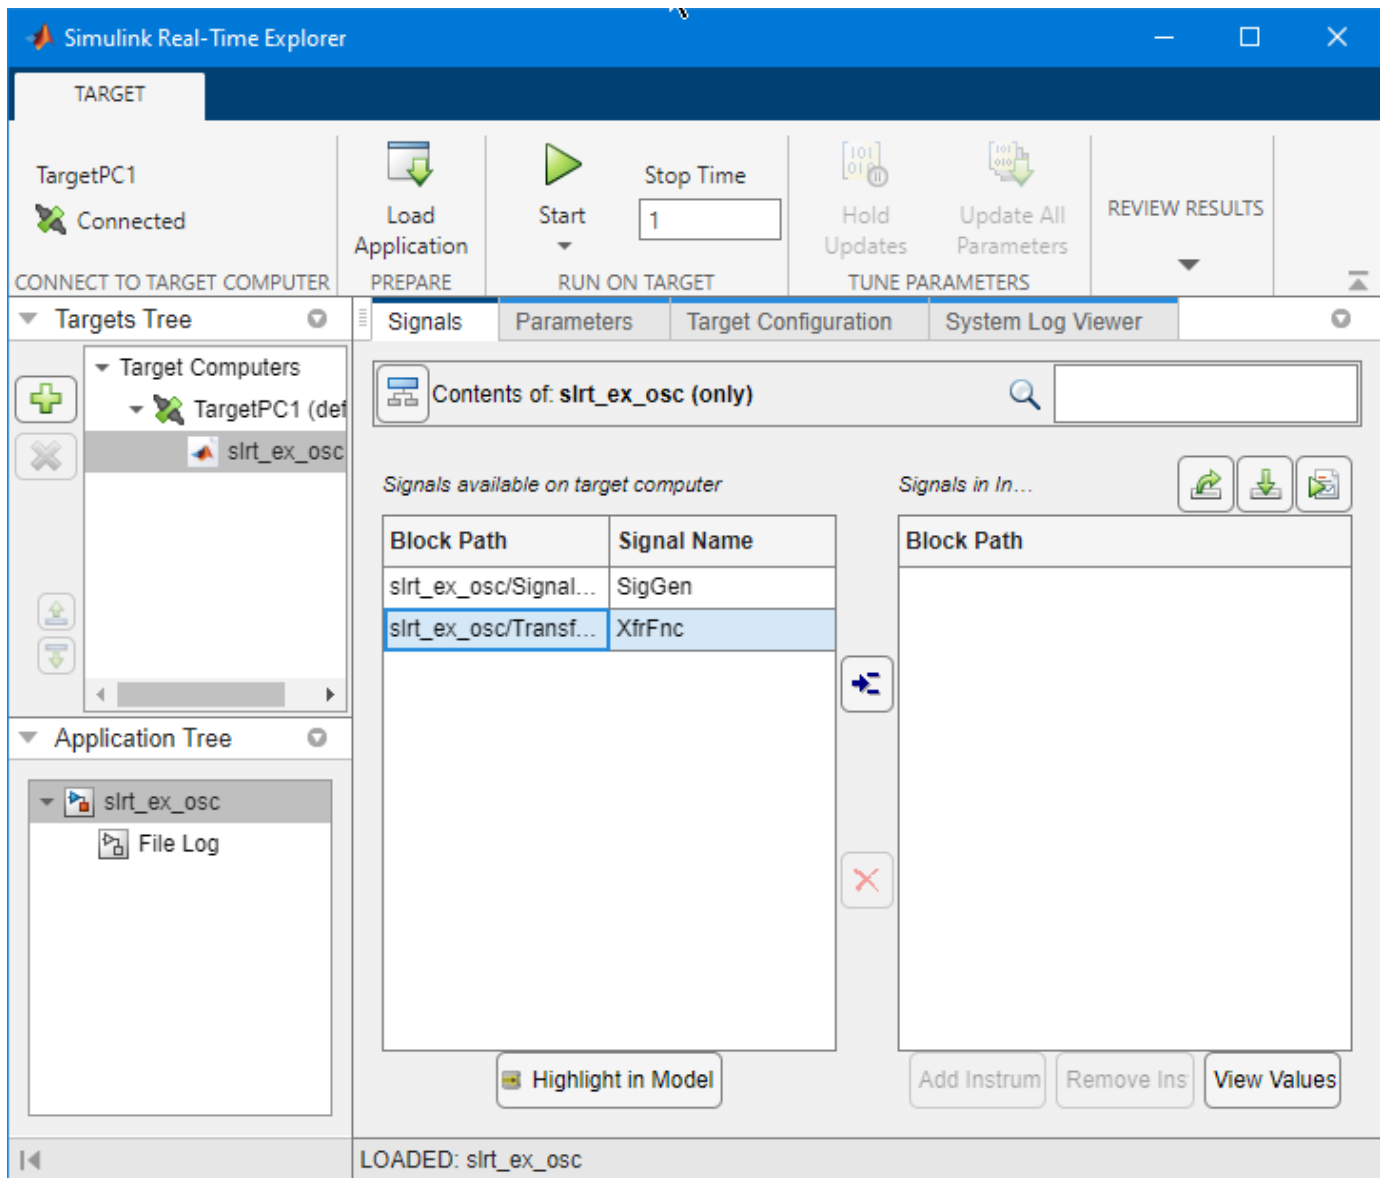 Simulink Real-Time Explorer
TARGET
TargetPC1
Connected
CONNECT TO TARGET COMPUTER
Load
Application
PREPARE
Start
Stop Time
1
RUN ON TARGET
Hold
Updates
Update All
Parameters
TUNE PARAMETERS
REVIEW RESULTS
Targets Tree
Target Computers
TargetPC1 (def
slrt_ex_osc
Application Tree
slrt_ex_osc
File Log
Signals
Parameters
Target Configuration
System Log Viewer
Contents of: slrt_ex_osc (only)
Signals available on target computer
Block Path Signal Name
slrt_ex_osc/Signal... SigGen
slrt_ex_osc/Transf... XfrFnc
Highlight in Model
Signals in In...
Block Path
Add Instrum
Remove Ins
View Values
LOADED: slrt_ex_osc